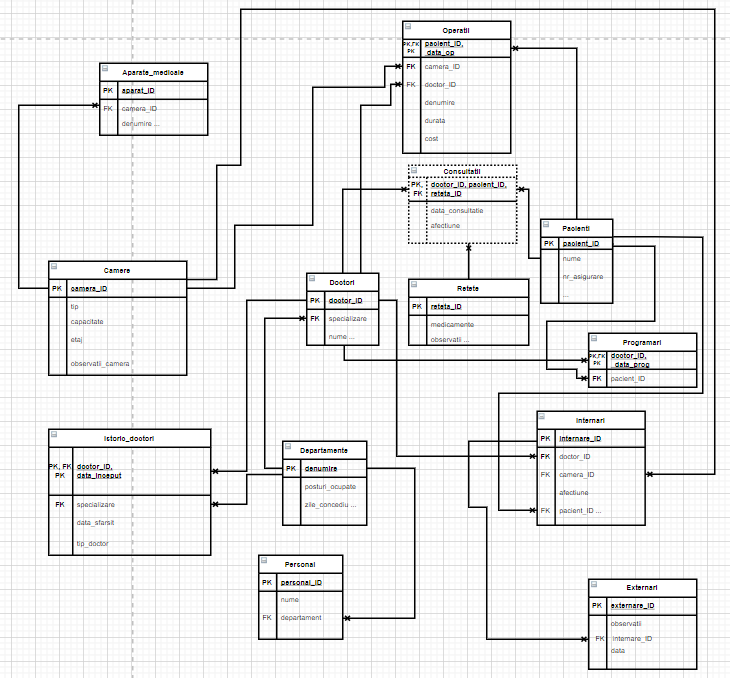 Operatii
PK,FK pacient_ID,
PK data_op
FK camera_ID
FK doctor_ID
denumire
durata
cost
Aparate_medicale
PK aparat_ID
FK camera_ID
denumire ...
Consultatii
PK, doctor_ID, pacient_ID,
FK reteta_ID
data_consultatie
afectiune
Pacienti
PK pacient_ID
nume
nr_asigurare
...
Camere
PK camera_ID
tip
capacitate
etaj
observatii_camera
Doctori
PK doctor_ID
FK specializare
nume ...
Retete
PK reteta_ID
medicamente
observatii ...
Programari
PK,FK doctor_ID,
PK data_prog
FK pacient_ID
Internari
PK internare_ID
FK doctor_ID
FK camera_ID
afectiune
FK pacient_ID ...
Istoric_doctori
PK, FK doctor_ID,
PK data_inceput
FK specializare
data_sfarsit
tip_doctor
Departamente
PK denumire
posturi_ocupate
zile_concediu ...
Personal
PK personal_ID
nume
FK departament
Externari
PK externare_ID
observatii
FK internare_ID
data